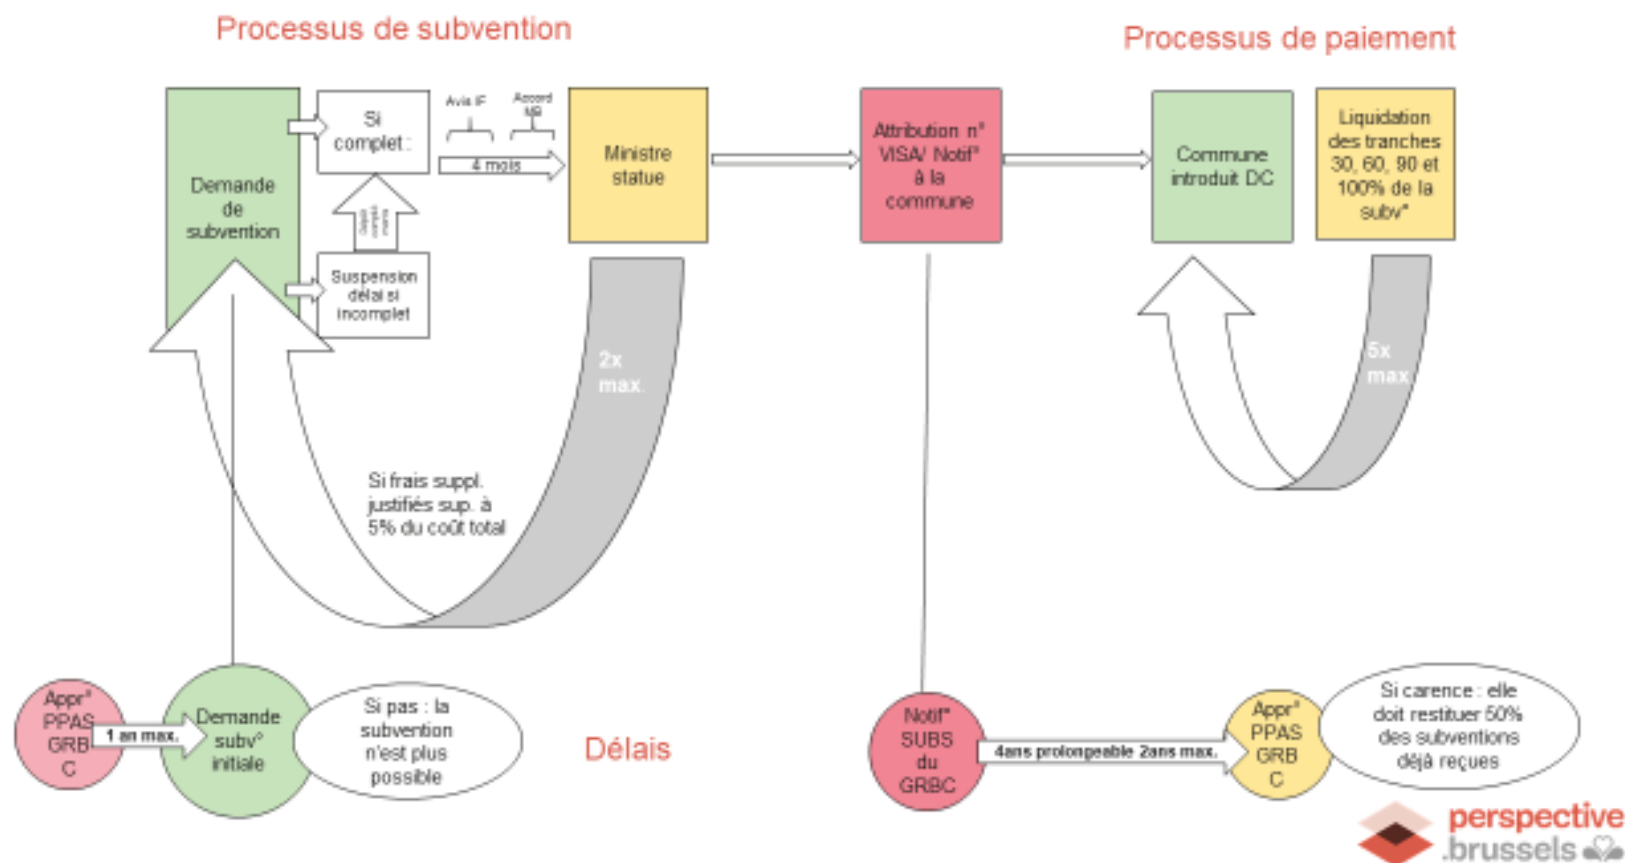 Processus de subvention
Processus de paiement
Demande
de
subvention
Si
complet :
Suspension
délai si
incomplet
Avis IF
Accord
MB
4 mois
Ministre
statue
2x
max.
Si frais suppl.
justifiés sup. à
5% du coût total
Attribution n°
VISA/ Notif°
à la
commune
Commune
introduit DC
Liquidation
des tranches
30, 60, 90 et
100% de la
subv°
5x
max
Appr°
PPAS
GRB
C
1 an max.
Demande
subv°
initiale
Si pas : la
subvention
n'est plus
possible
Délais
Notif°
SUBS
du
GRBC
4ans prolongeable 2ans max.
Appr°
PPAS
GRB
C
Si carence : elle
doit restituer 50%
des subventions
déjà reçues
perspective
.brussels